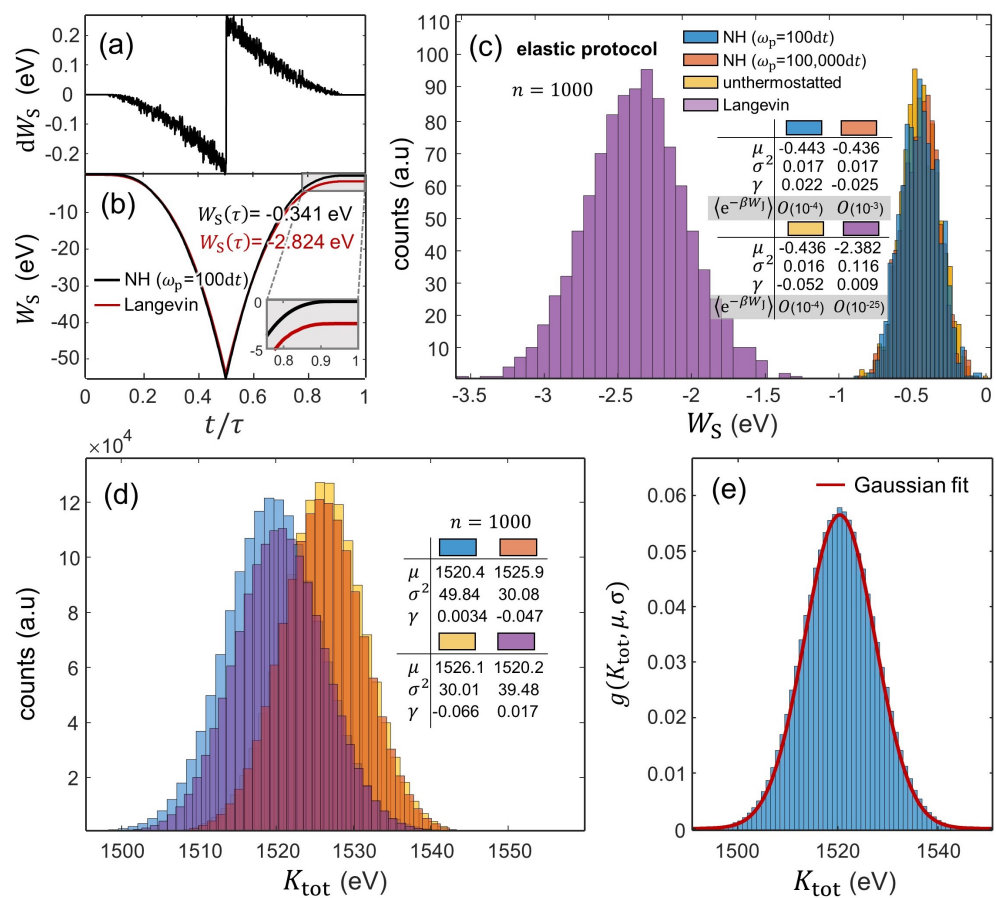 (a)
dW_S (eV)
0.2
0.1
0
-0.1
-0.2
(b)
W_S (eV)
-10
-20
-30
-40
-50
W_S(τ)= -0.341 eV
W_S(τ)= -2.824 eV
NH (ω_p=100dt)
Langevin
0
-5
0.8 0.9 1
0 0.2 0.4 0.6 0.8 1
t/τ
(c)
elastic protocol
n = 1000
NH (ω_p=100dt)
NH (ω_p=100,000dt)
unthermostatted
Langevin
counts (a.u)
110
100
90
80
70
60
50
40
30
20
10
μ -0.443 -0.436
σ² 0.017 0.017
γ 0.022 -0.025
⟨e^{-βW_J}⟩ O(10⁻⁴) O(10⁻³)
μ -0.436 -2.382
σ² 0.016 0.116
γ -0.052 0.009
⟨e^{-βW_J}⟩ O(10⁻⁴) O(10⁻²⁵)
-3.5 -3 -2.5 -2 -1.5 -1 -0.5 0
W_S (eV)
×10⁴
(d)
counts (a.u)
12
10
8
6
4
2
n = 1000
μ 1520.4 1525.9
σ² 49.84 30.08
γ 0.0034 -0.047
μ 1526.1 1520.2
σ² 30.01 39.48
γ -0.066 0.017
1500 1510 1520 1530 1540 1550
K_tot (eV)
(e)
Gaussian fit
g(K_tot, μ, σ)
0.06
0.05
0.04
0.03
0.02
0.01
0
1500 1520 1540
K_tot (eV)